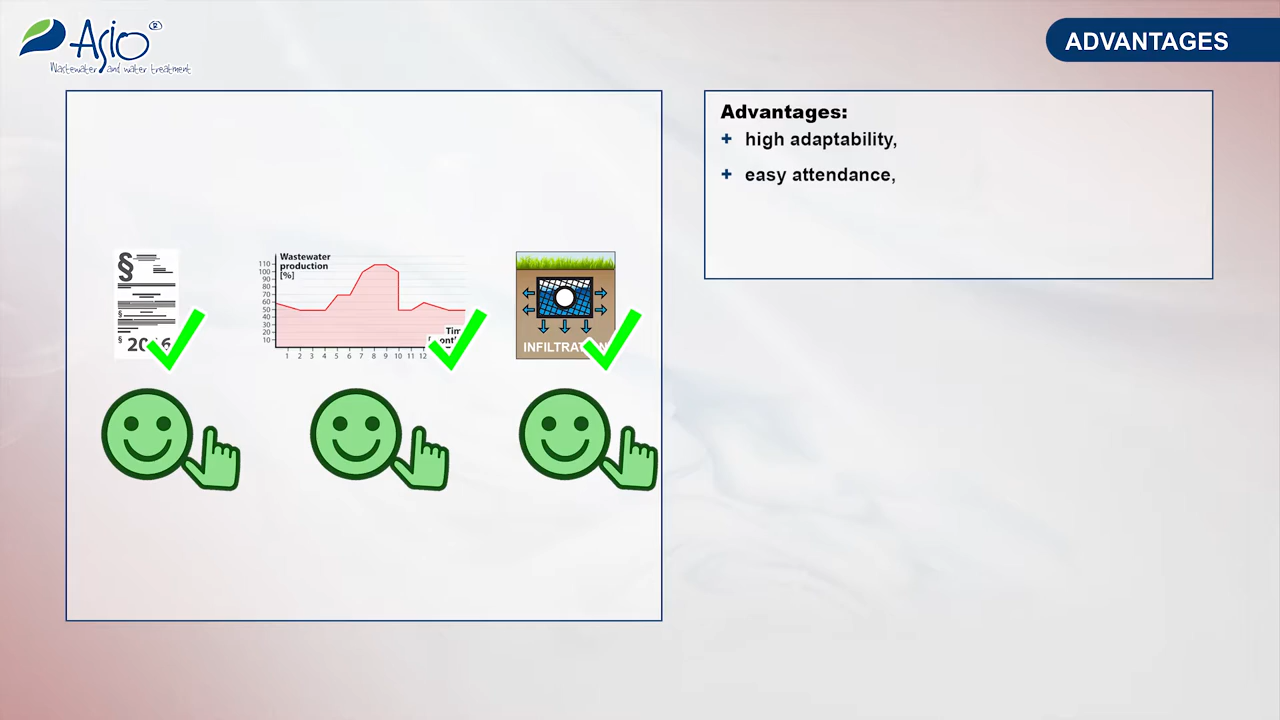 Asio®
Wastewater and water treatment
ADVANTAGES
Advantages:
+ high adaptability,
+ easy attendance,
§
§
§
Wastewater
production
[%]
110
100
90
80
70
60
50
40
30
20
10
1 2 3 4 5 6 7 8 9 10 11 12